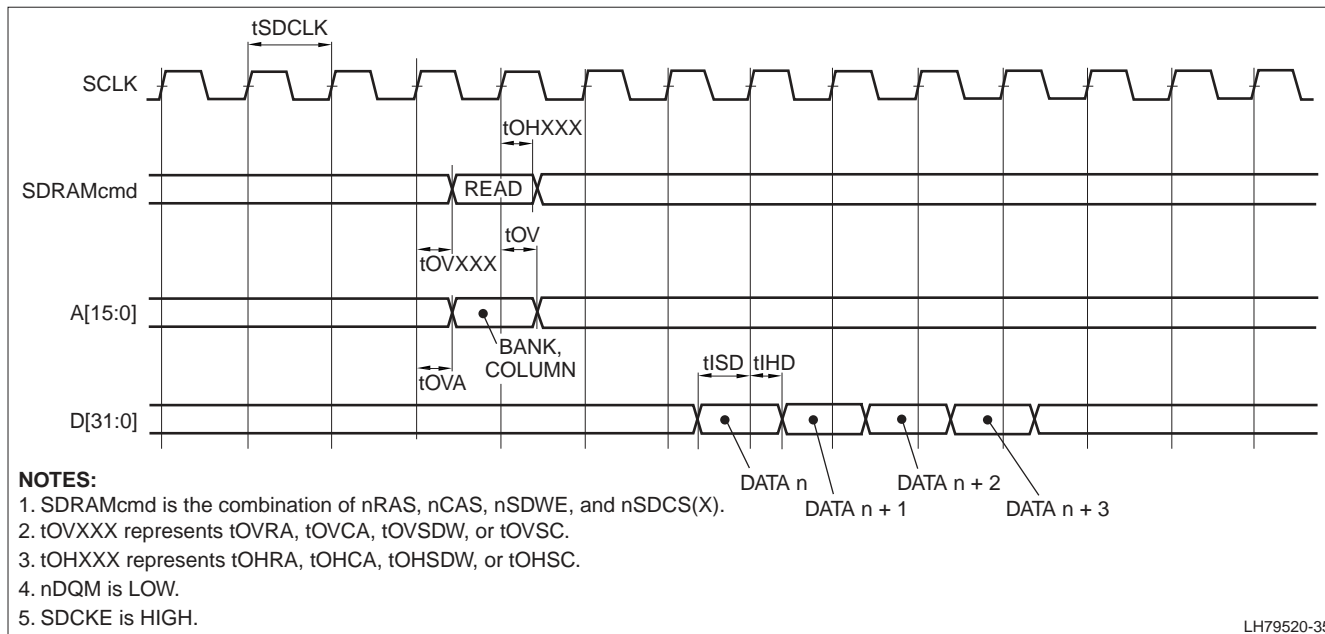 tSDCLK
SCLK
tOHXXX
SDRAMcmd
READ
tOV
tOVXXX
A[15:0]
BANK,
COLUMN
tOVA
tISD
tIHD
D[31:0]
DATA n
DATA n + 1
DATA n + 2
DATA n + 3
NOTES:
1. SDRAMcmd is the combination of nRAS, nCAS, nSDWE, and nSDCS(X).
2. tOVXXX represents tOVRA, tOVCA, tOVSDW, or tOVSC.
3. tOHXXX represents tOHRA, tOHCA, tOHSDW, or tOHSC.
4. nDQM is LOW.
5. SDCKE is HIGH.
LH79520-35